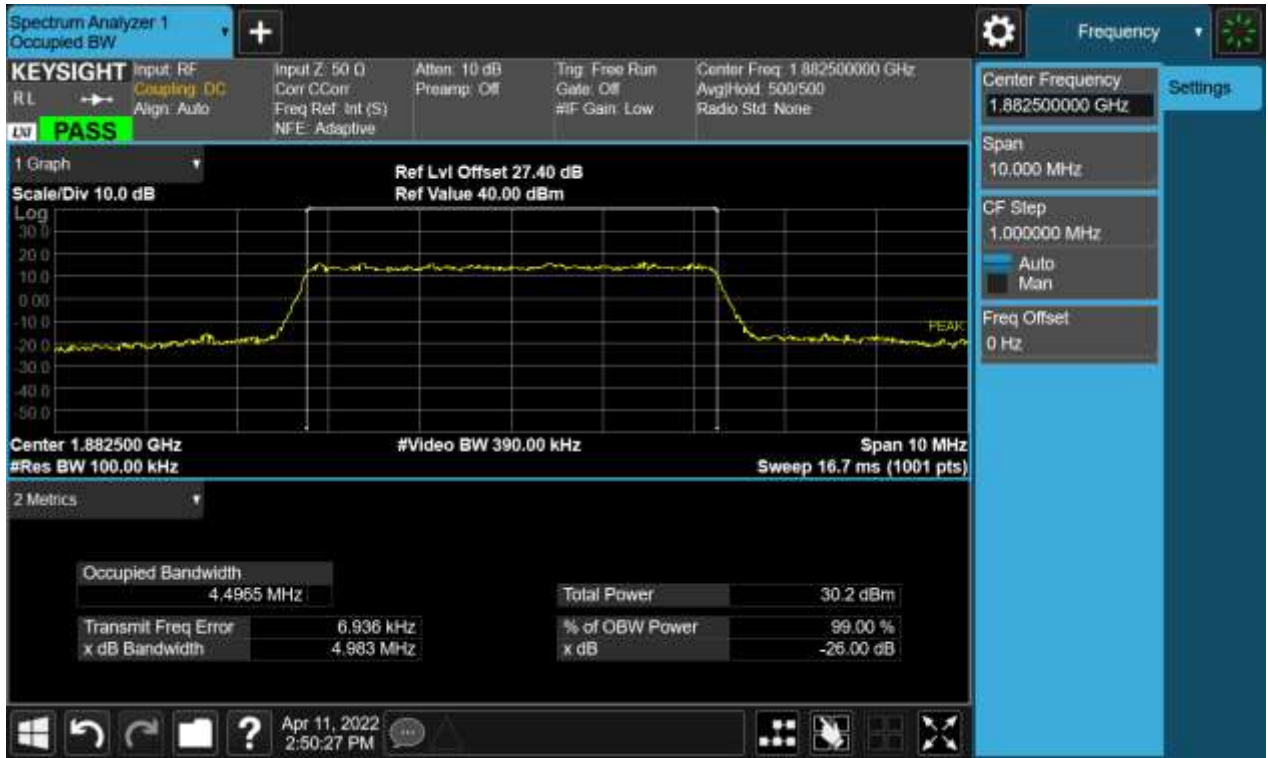 Spectrum Analyzer 1
Occupied BW
+
Frequency
KEYSIGHT
RL
LXI
PASS
Input: RF
Coupling: DC
Align: Auto
Input Z: 50 Ω
Corr CCorr
Freq Ref: Int (S)
NFE: Adaptive
Atten: 10 dB
Preamp: Off
Trig: Free Run
Gate: Off
#IF Gain: Low
Center Freq: 1.882500000 GHz
Avg|Hold: 500/500
Radio Std: None
Center Frequency
1.882500000 GHz
Settings
Span
10.000 MHz
CF Step
1.000000 MHz
Auto
Man
Freq Offset
0 Hz
1 Graph
Scale/Div 10.0 dB
Ref Lvl Offset 27.40 dB
Ref Value 40.00 dBm
Log
30.0
20.0
10.0
0.00
-10.0
-20.0
-30.0
-40.0
-50.0
PEAK
Center 1.882500 GHz
#Res BW 100.00 kHz
#Video BW 390.00 kHz
Span 10 MHz
Sweep 16.7 ms (1001 pts)
2 Metrics
Occupied Bandwidth
4.4965 MHz
Transmit Freq Error 6.936 kHz
x dB Bandwidth 4.983 MHz
Total Power 30.2 dBm
% of OBW Power 99.00 %
x dB -26.00 dB
?
Apr 11, 2022
2:50:27 PM